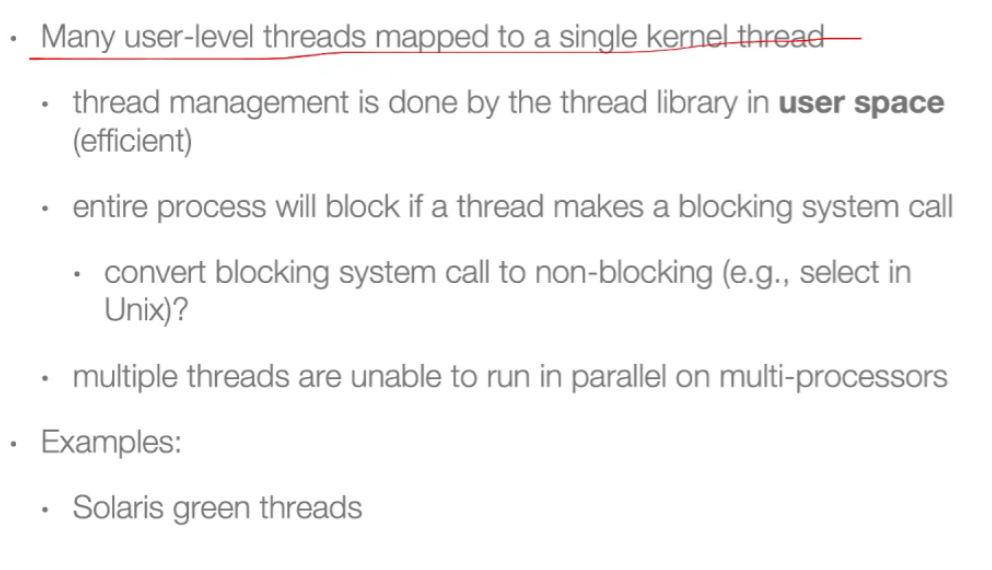 • Many user-level threads mapped to a single kernel thread
• thread management is done by the thread library in user space
(efficient)
• entire process will block if a thread makes a blocking system call
• convert blocking system call to non-blocking (e.g., select in
Unix)?
• multiple threads are unable to run in parallel on multi-processors
• Examples:
• Solaris green threads